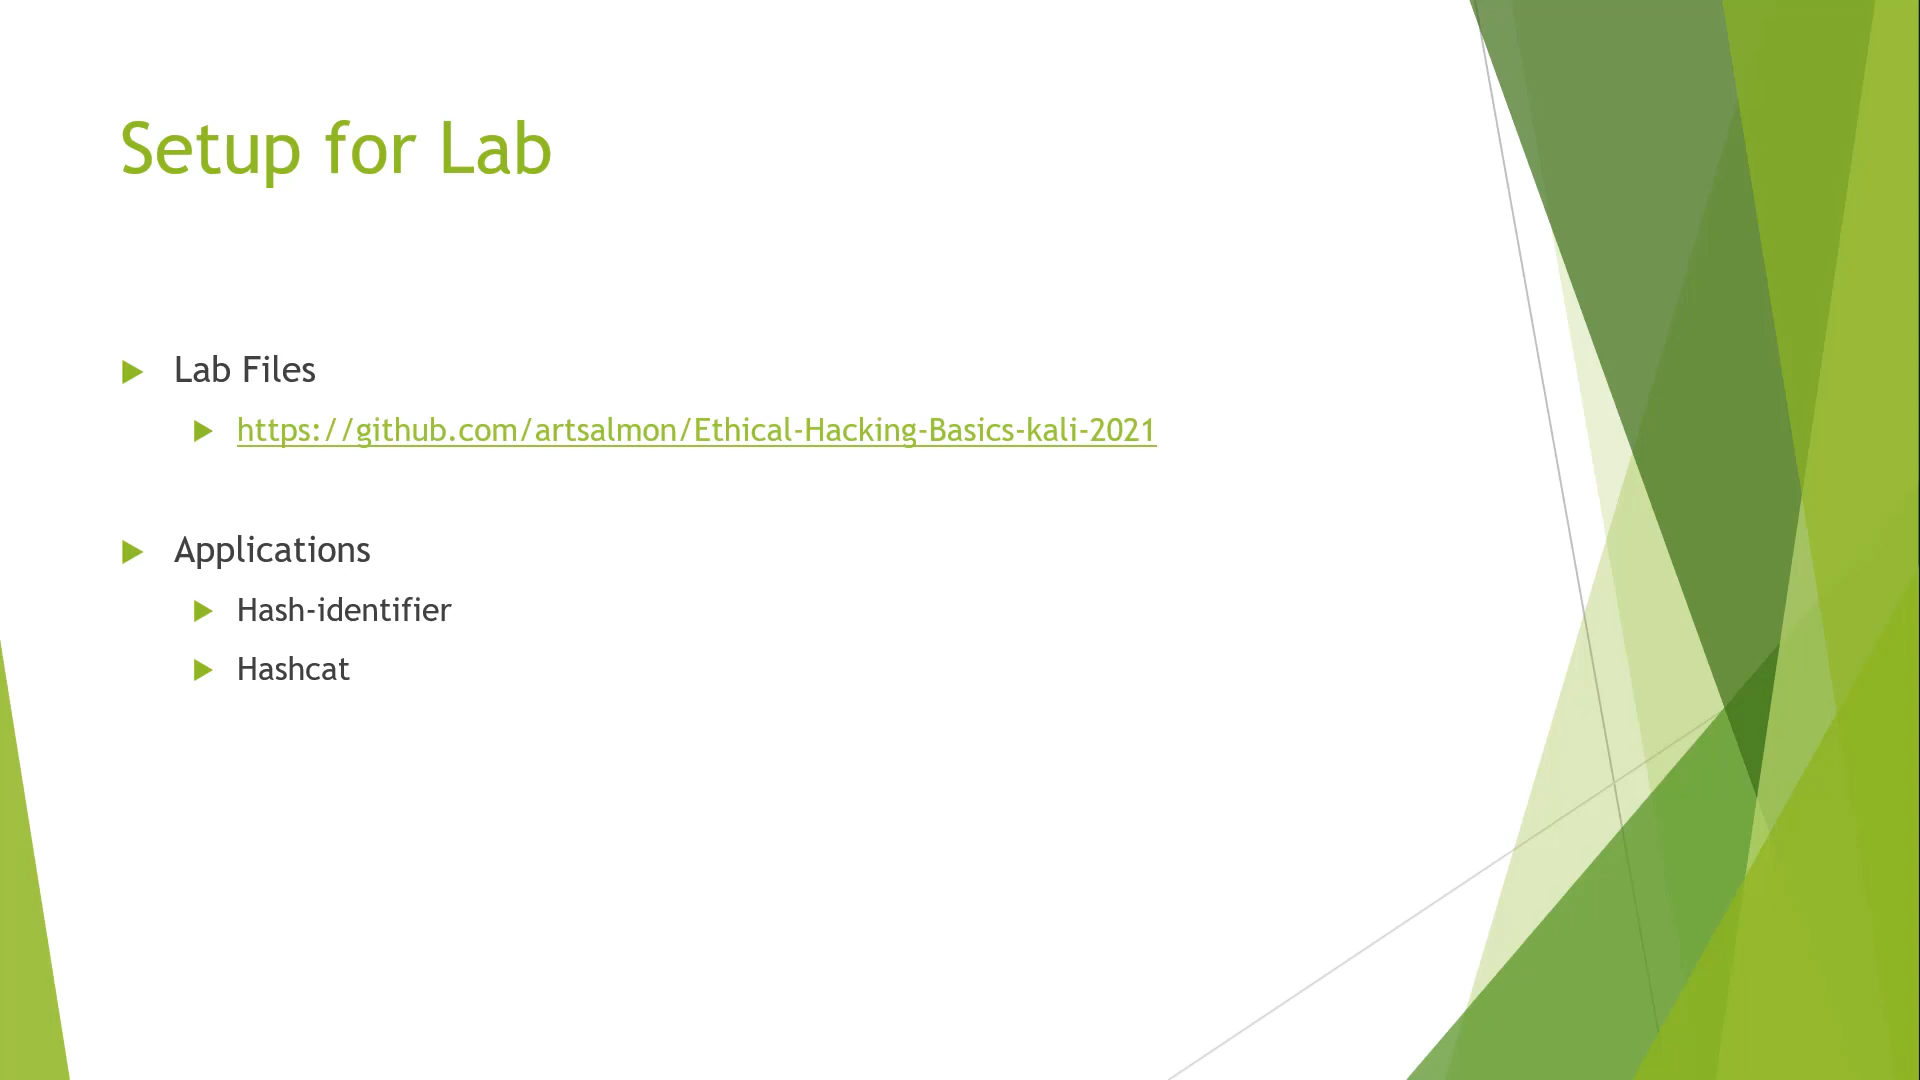 Setup for Lab
Lab Files
https://github.com/artsalmon/Ethical-Hacking-Basics-kali-2021
Applications
Hash-identifier
Hashcat